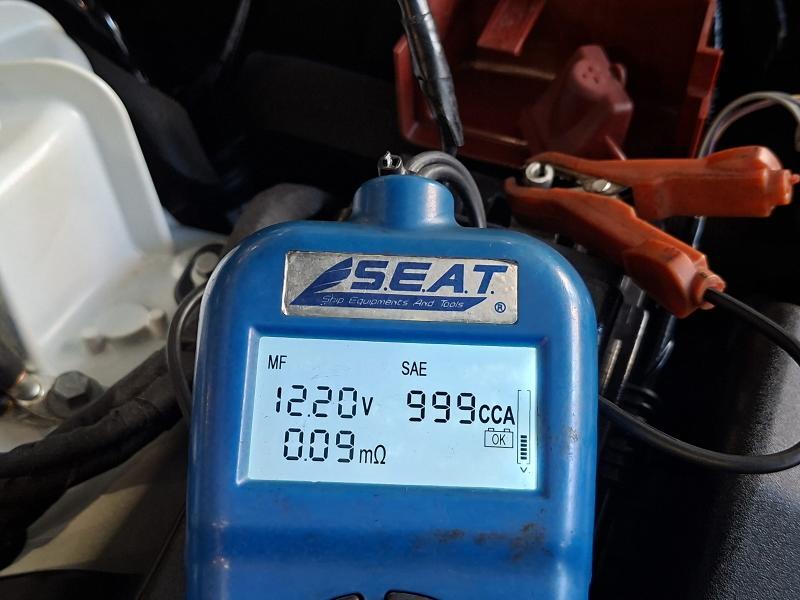 S.E.A.T.
Ship Equipments And Tools
®
MF
SAE
12.20V
999CCA
0.09mΩ
OK
V